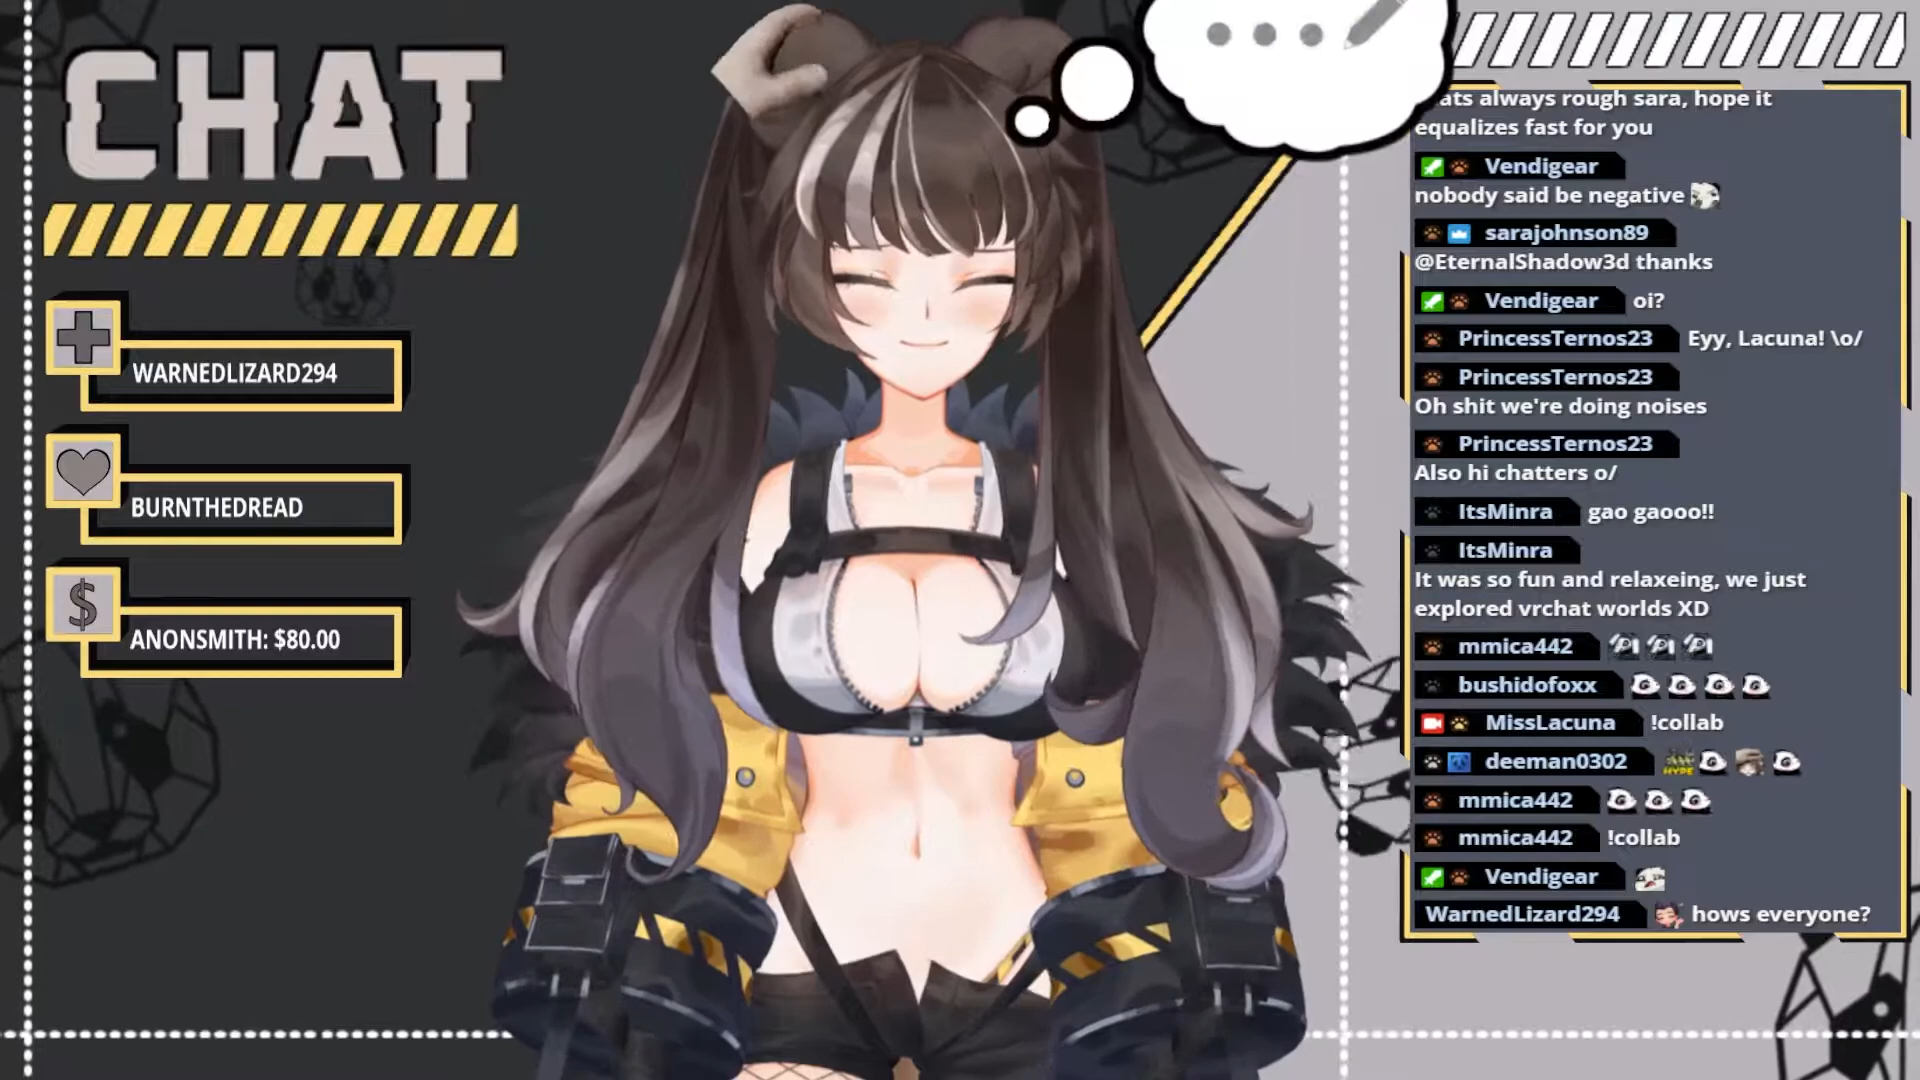 CHAT
WARNEDLIZARD294
BURNTHEDREAD
$
ANONSMITH: $80.00
ats always rough sara, hope it
equalizes fast for you
Vendigear
nobody said be negative
sarajohnson89
@EternalShadow3d thanks
Vendigear oi?
PrincessTernos23 Eyy, Lacuna! \o/
PrincessTernos23
Oh shit we're doing noises
PrincessTernos23
Also hi chatters o/
ItsMinra gao gaooo!!
ItsMinra
It was so fun and relaxeing, we just
explored vrchat worlds XD
mmica442
bushidofoxx
MissLacuna !collab
deeman0302 HYPE
mmica442
mmica442 !collab
Vendigear
WarnedLizard294 hows everyone?